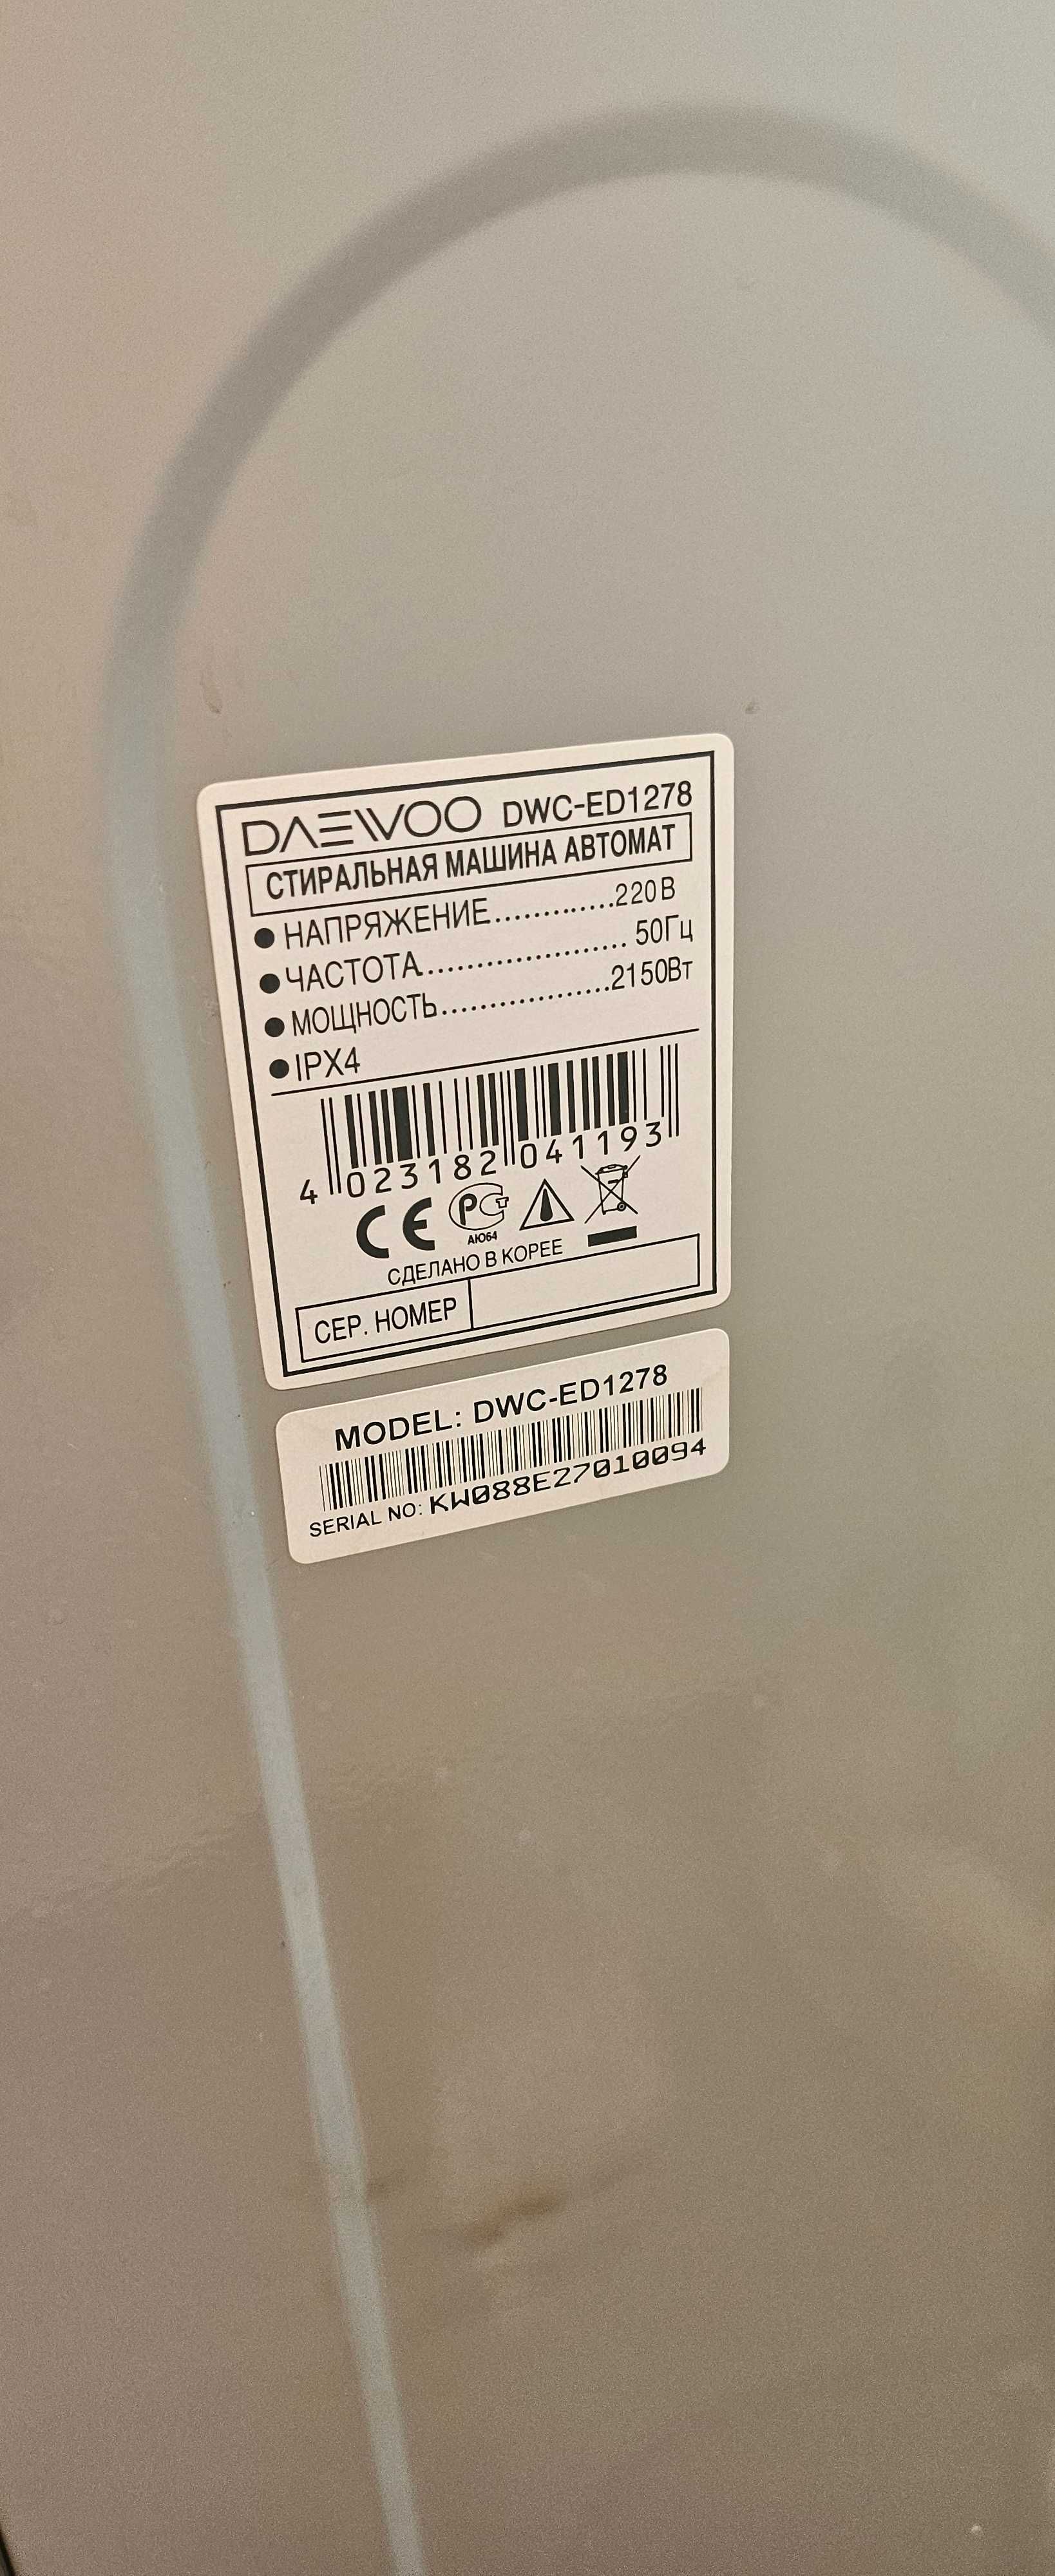 DAEWOO DWC-ED1278
СТИРАЛЬНАЯ МАШИНА АВТОМАТ
● НАПРЯЖЕНИЕ............220В
● ЧАСТОТА..................... 50Гц
● МОЩНОСТЬ..................2150Вт
● IPX4
4 023182 041193
CE РСТ
АЮ64
СДЕЛАНО В КОРЕЕ
СЕР. НОМЕР
MODEL: DWC-ED1278
SERIAL NO: KW088E27010094